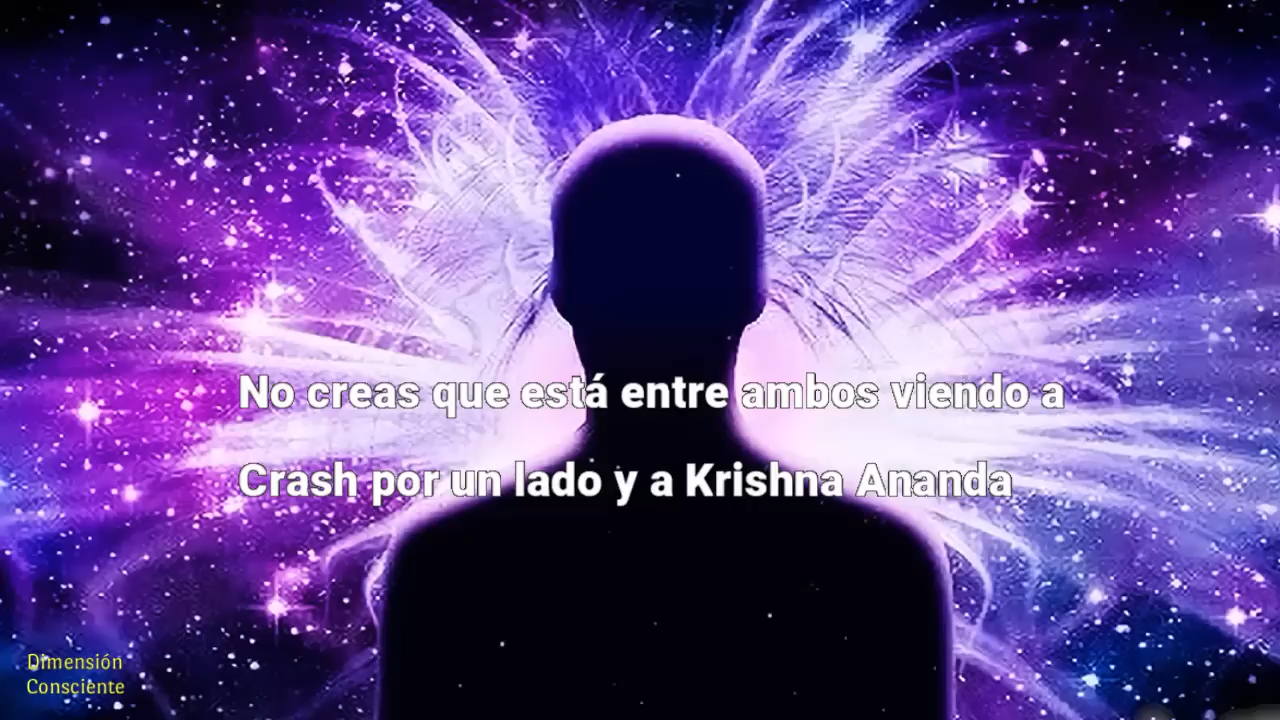 No creas que está entre ambos viendo a
Crash por un lado y a Krishna Ananda
Dimensión
Consciente